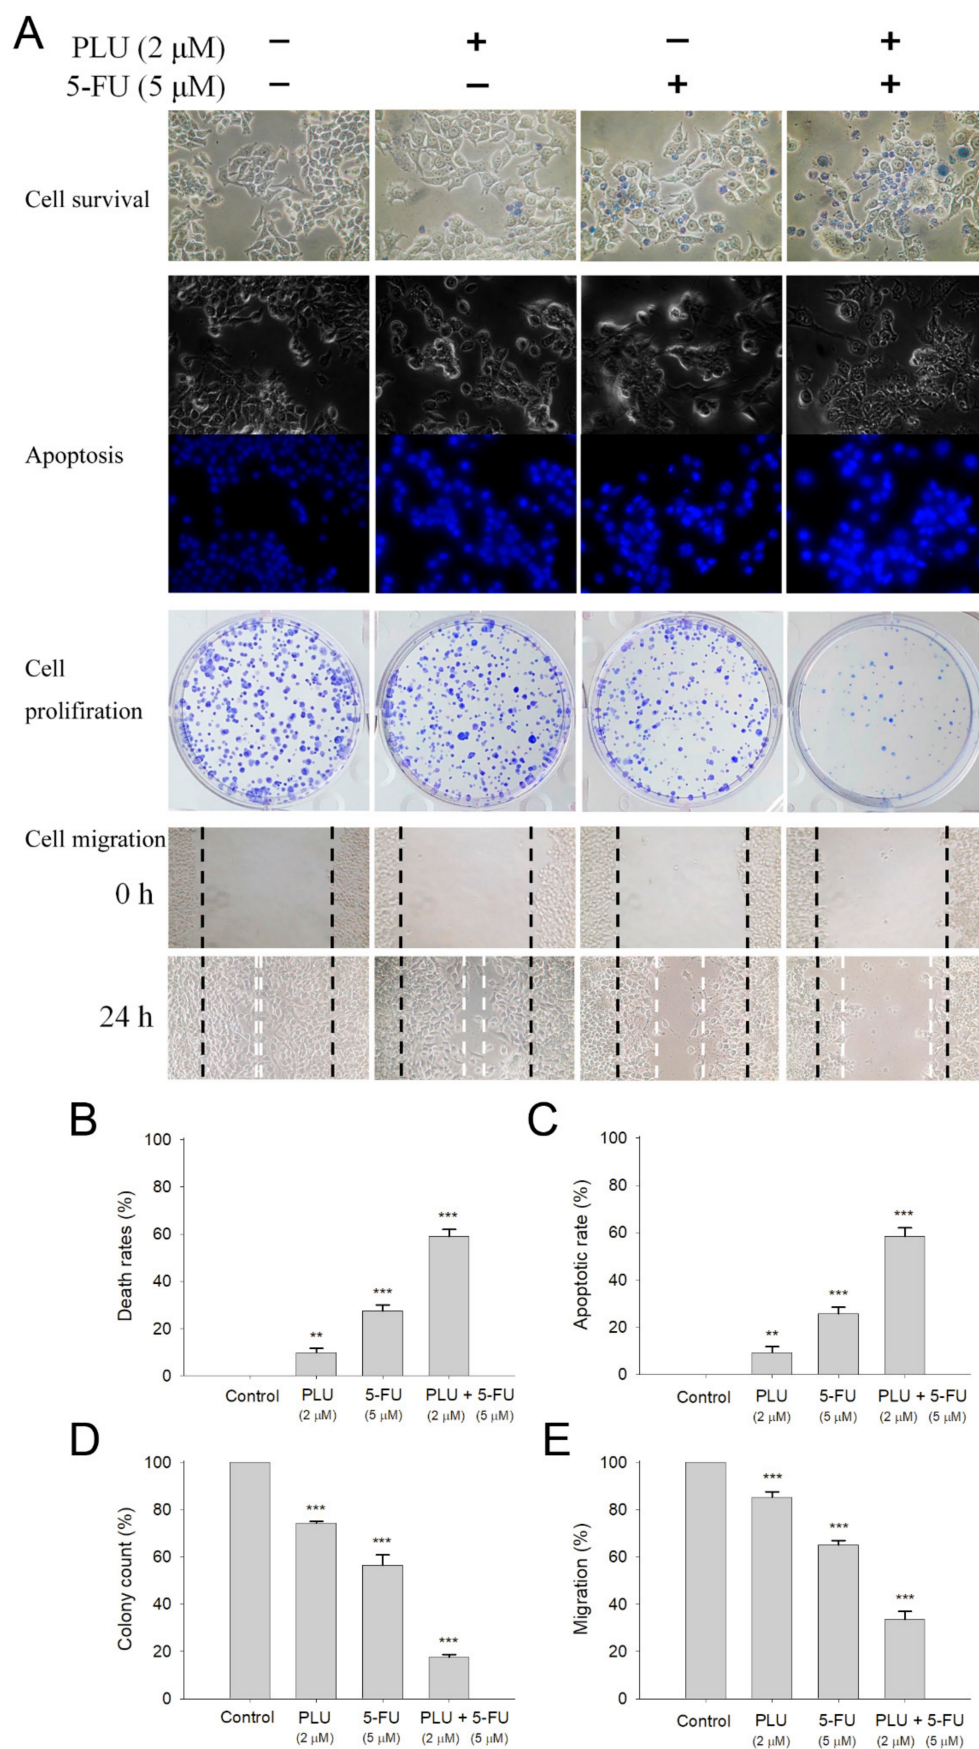 A
PLU (2 µM) − + − +
5-FU (5 µM) − − + +
Cell survival
Apoptosis
Cell
prolifiration
Cell migration
0 h
24 h
B
Death rates (%)
100
80
60
40
20
0
** *** ***
Control PLU 5-FU PLU + 5-FU
(2 µM) (5 µM) (2 µM) (5 µM)
C
Apoptotic rate (%)
100
80
60
40
20
0
** *** ***
Control PLU 5-FU PLU + 5-FU
(2 µM) (5 µM) (2 µM) (5 µM)
D
Colony count (%)
100
80
60
40
20
0
*** *** ***
Control PLU 5-FU PLU + 5-FU
(2 µM) (5 µM) (2 µM) (5 µM)
E
Migration (%)
100
80
60
40
20
0
*** *** ***
Control PLU 5-FU PLU + 5-FU
(2 µM) (5 µM) (2 µM) (5 µM)